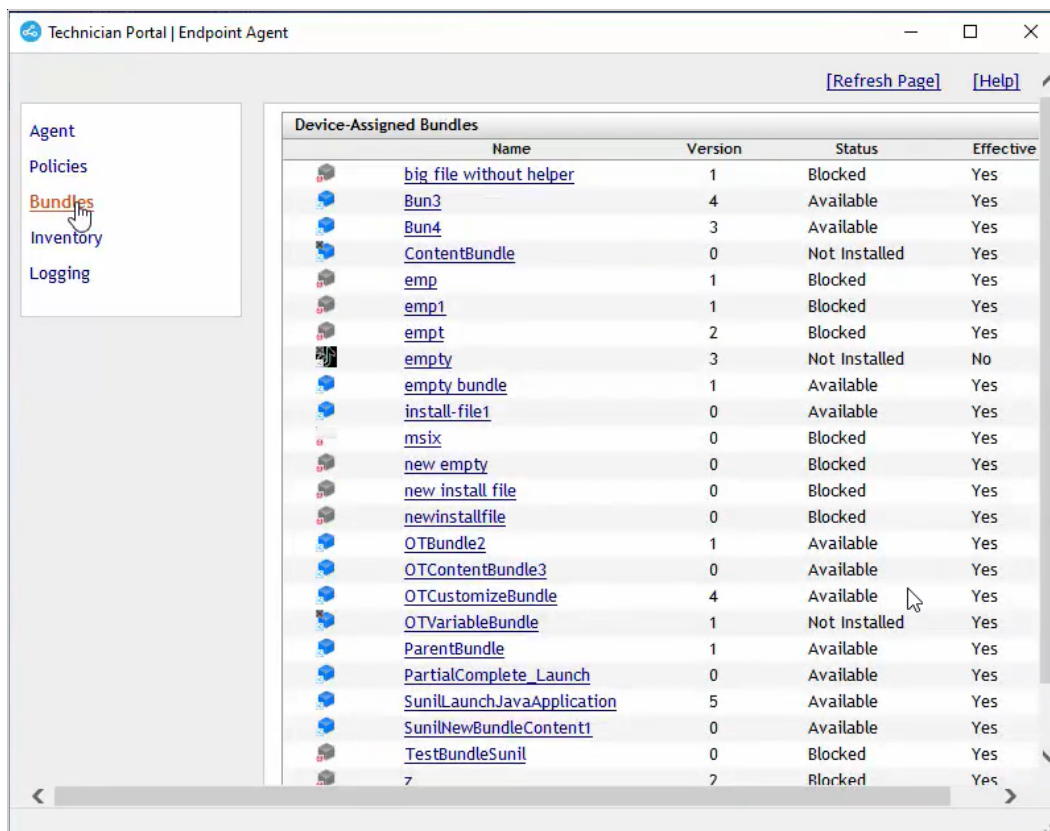 Technician Portal | Endpoint Agent
[Refresh Page] [Help]
Agent
Policies
Bundles
Inventory
Logging
Device-Assigned Bundles
Name Version Status Effective
big file without helper 1 Blocked Yes
Bun3 4 Available Yes
Bun4 3 Available Yes
ContentBundle 0 Not Installed Yes
emp 1 Blocked Yes
emp1 1 Blocked Yes
empt 2 Blocked Yes
empty 3 Not Installed No
empty bundle 1 Available Yes
install-file1 0 Available Yes
msix 0 Blocked Yes
new empty 0 Blocked Yes
new install file 0 Blocked Yes
newinstallfile 0 Blocked Yes
OTBundle2 1 Available Yes
OTContentBundle3 0 Available Yes
OTCustomizeBundle 4 Available Yes
OTVariableBundle 1 Not Installed Yes
ParentBundle 1 Available Yes
PartialComplete_Launch 0 Available Yes
SunilLaunchJavaApplication 5 Available Yes
SunilNewBundleContent1 0 Available Yes
TestBundleSunil 0 Blocked Yes
z 2 Blocked Yes